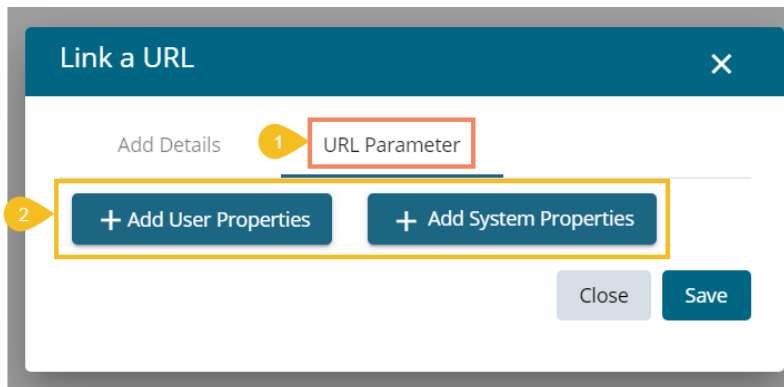 Link a URL
Add Details
1
URL Parameter
2
+ Add User Properties
+ Add System Properties
Close
Save